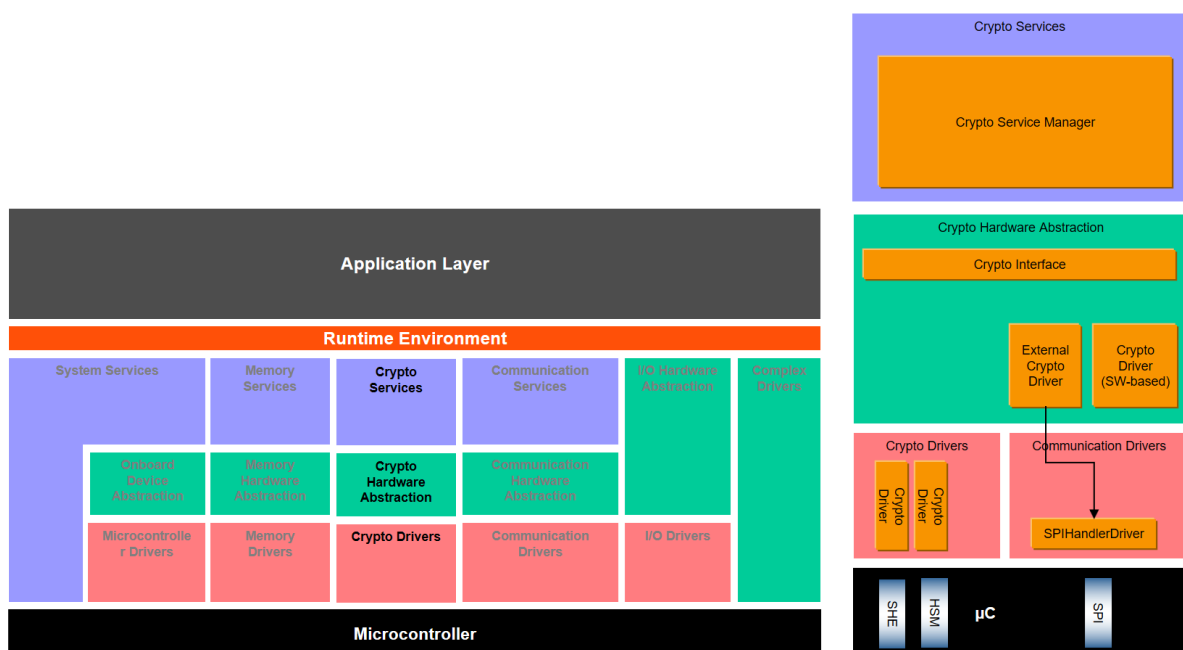 Crypto Services
Crypto Service Manager
Crypto Hardware Abstraction
Crypto Interface
External
Crypto
Driver
Crypto
Driver
(SW-based)
Crypto Drivers
Communication Drivers
Crypto
Driver
Crypto
Driver
SPIHandlerDriver
SHE
HSM
µC
SPI
Application Layer
Runtime Environment
System Services
Memory
Services
Crypto
Services
Communication
Services
I/O Hardware
Abstraction
Complex
Drivers
Onboard
Device
Abstraction
Memory
Hardware
Abstraction
Crypto
Hardware
Abstraction
Communication
Hardware
Abstraction
Microcontrolle
r Drivers
Memory
Drivers
Crypto Drivers
Communication
Drivers
I/O Drivers
Microcontroller